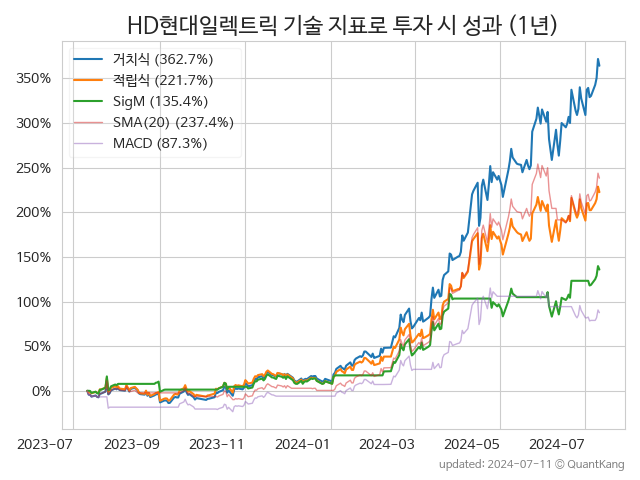 HD현대일렉트릭 기술 지표로 투자 시 성과 (1년)
거치식 (362.7%)
적립식 (221.7%)
SigM (135.4%)
SMA(20) (237.4%)
MACD (87.3%)
350%
300%
250%
200%
150%
100%
50%
0%
2023-07 2023-09 2023-11 2024-01 2024-03 2024-05 2024-07
updated: 2024-07-11 © QuantKang